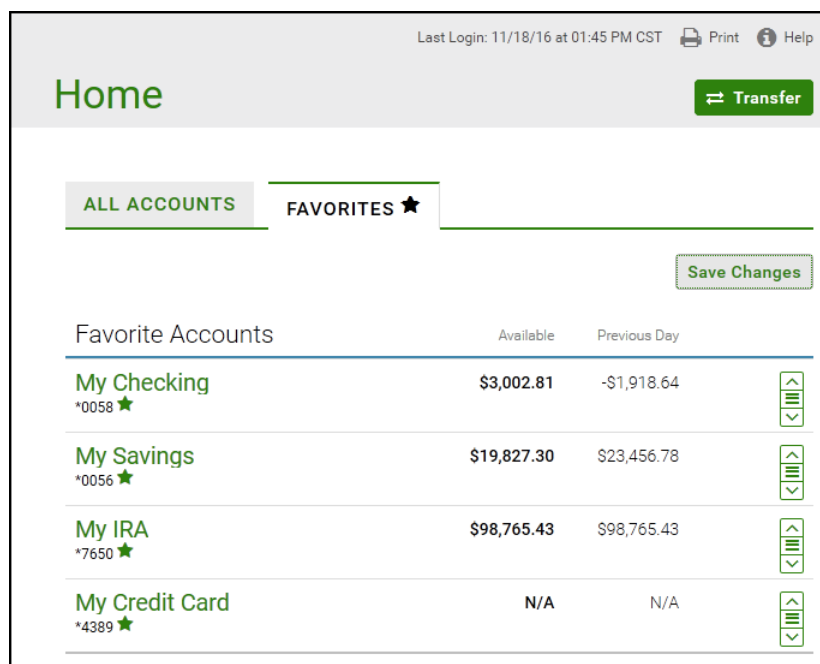 Last Login: 11/18/16 at 01:45 PM CST Print Help
Home Transfer
ALL ACCOUNTS FAVORITES
Save Changes
Favorite Accounts Available Previous Day
My Checking $3,002.81 -$1,918.64
*0058
My Savings $19,827.30 $23,456.78
*0056
My IRA $98,765.43 $98,765.43
*7650
My Credit Card N/A N/A
*4389